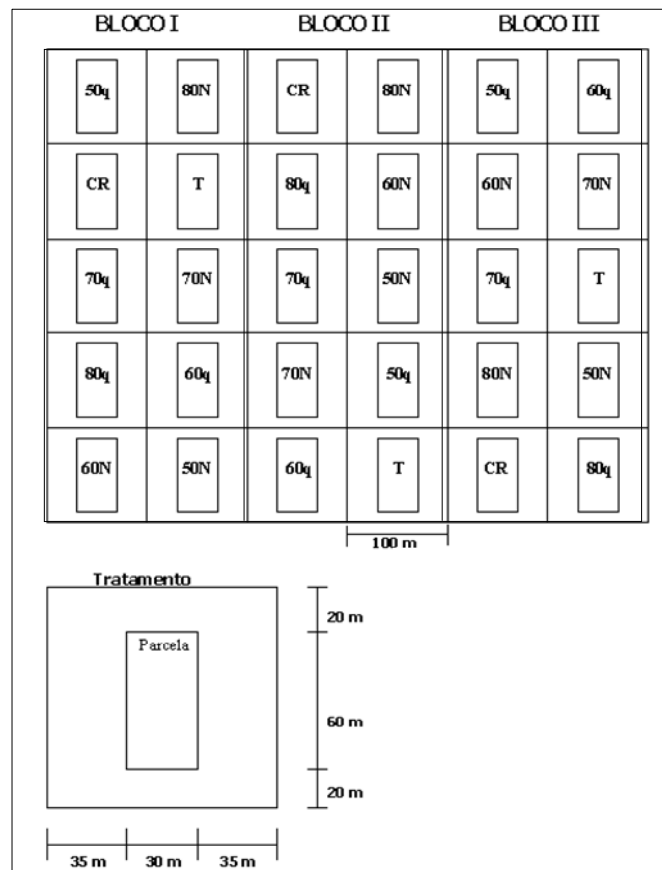 BLOCO I BLOCO II BLOCO III
50q 80N CR 80N 50q 60q
CR T 80q 60N 60N 70N
70q 70N 70q 50N 70q T
80q 60q 70N 50q 80N 50N
60N 50N 60q T CR 80q
100 m
Tratamento
20 m
Parcela
60 m
20 m
35 m 30 m 35 m